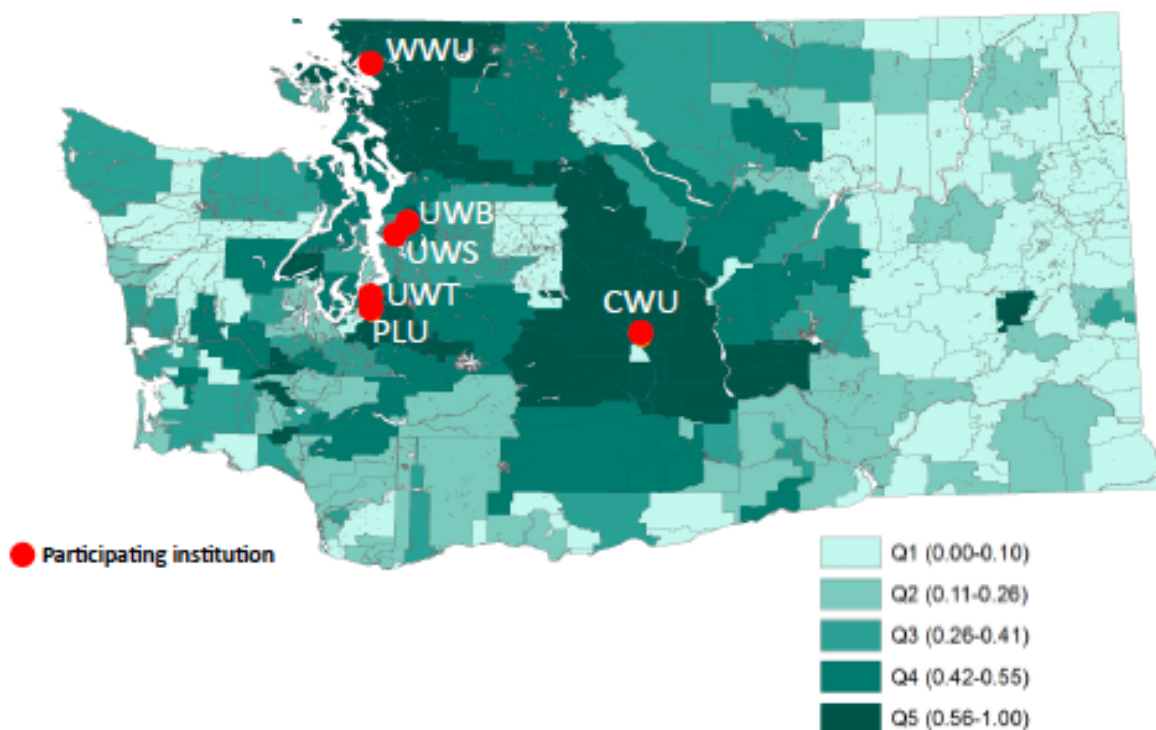 WWU
UWB
UWS
UWT
PLU
CWU
Participating institution
Q1 (0.00-0.10)
Q2 (0.11-0.26)
Q3 (0.26-0.41)
Q4 (0.42-0.55)
Q5 (0.56-1.00)